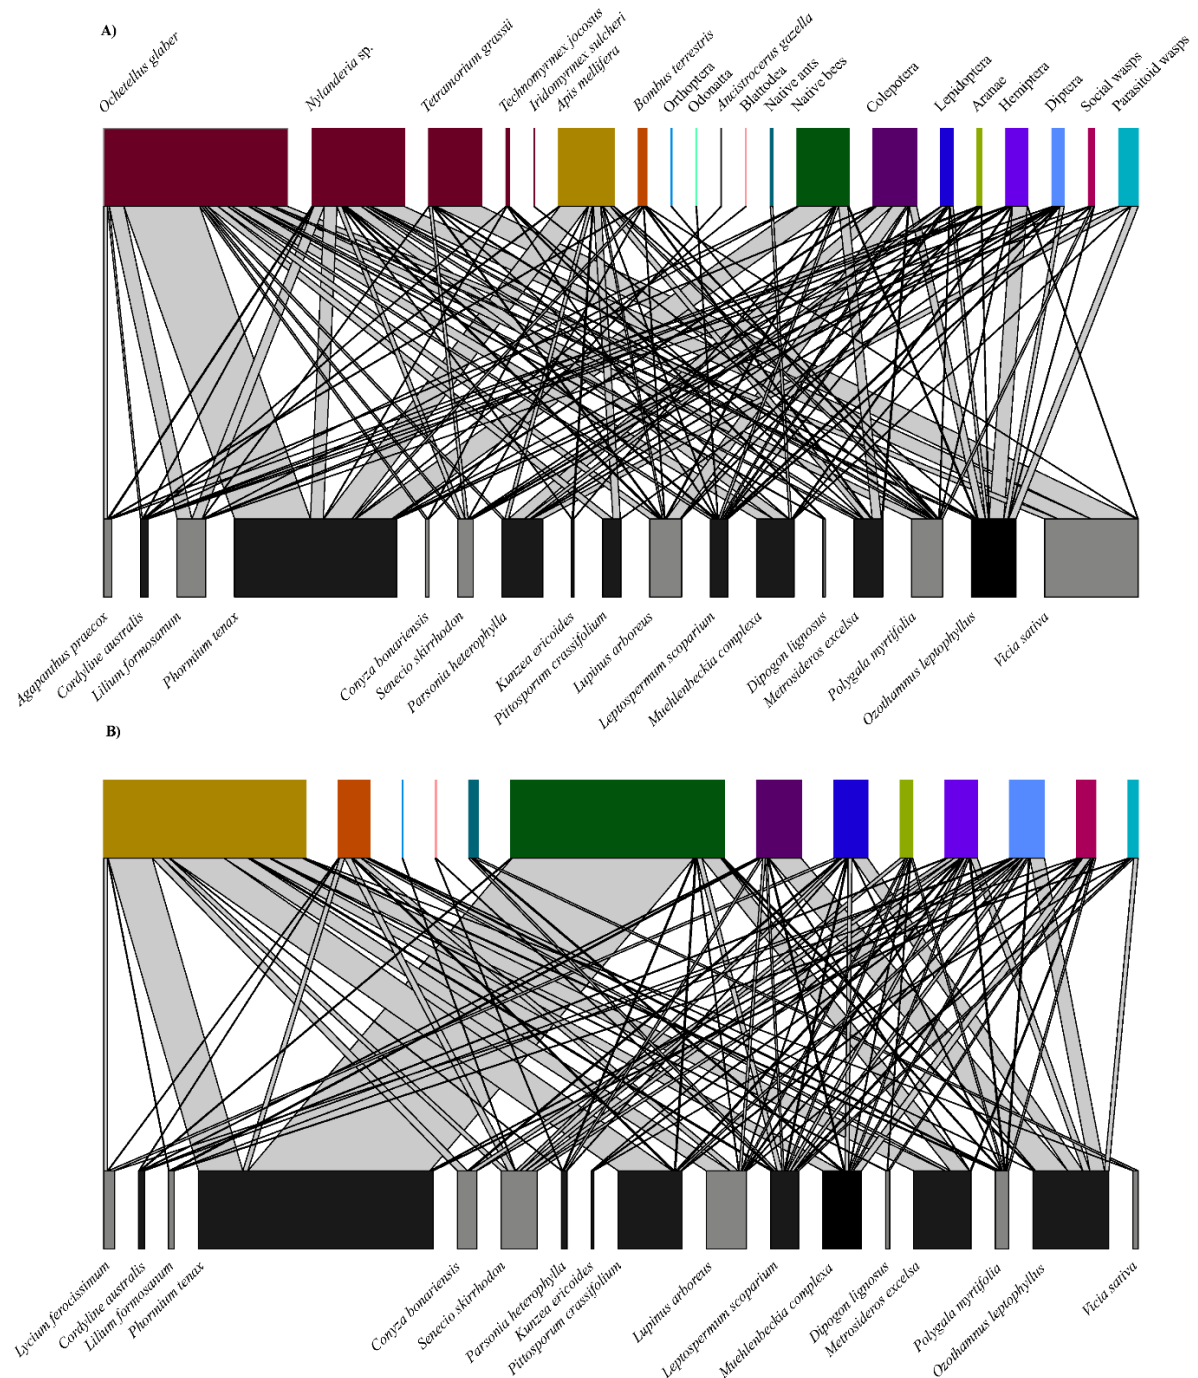 A)
Ochetellus glaber
Nylanderia sp.
Tetramorium grassii
Technomyrmex jocosus
Iridomyrmex sulcheri
Apis mellifera
Bombus terrestris
Orthoptera
Odonatta
Ancistrocerus gazella
Blattodea
Native ants
Native bees
Colepotera
Lepidoptera
Aranae
Hemiptera
Diptera
Social wasps
Parasitoid wasps
Agapanthus praecox
Cordyline australis
Lilium formosamum
Phormium tenax
Conyza bonariensis
Senecio skirrhodon
Parsonia heterophylla
Kunzea ericoides
Pittosporum crassifolium
Lupinus arboreus
Leptospermum scoparium
Muehlenbeckia complexa
Dipogon lignosus
Metrosideros excelsa
Polygala myrtifolia
Ozothamnus leptophyllus
Vicia sativa
B)
Lycium ferocissimum
Cordyline australis
Lilium formosanum
Phormium tenax
Conyza bonariensis
Senecio skirrhodon
Parsonia heterophylla
Kunzea ericoides
Pittosporum crassifolium
Lupinus arboreus
Leptospermum scoparium
Muehlenbeckia complexa
Dipogon lignosus
Metrosideros excelsa
Polygala myrtifolia
Ozothamnus leptophyllus
Vicia sativa